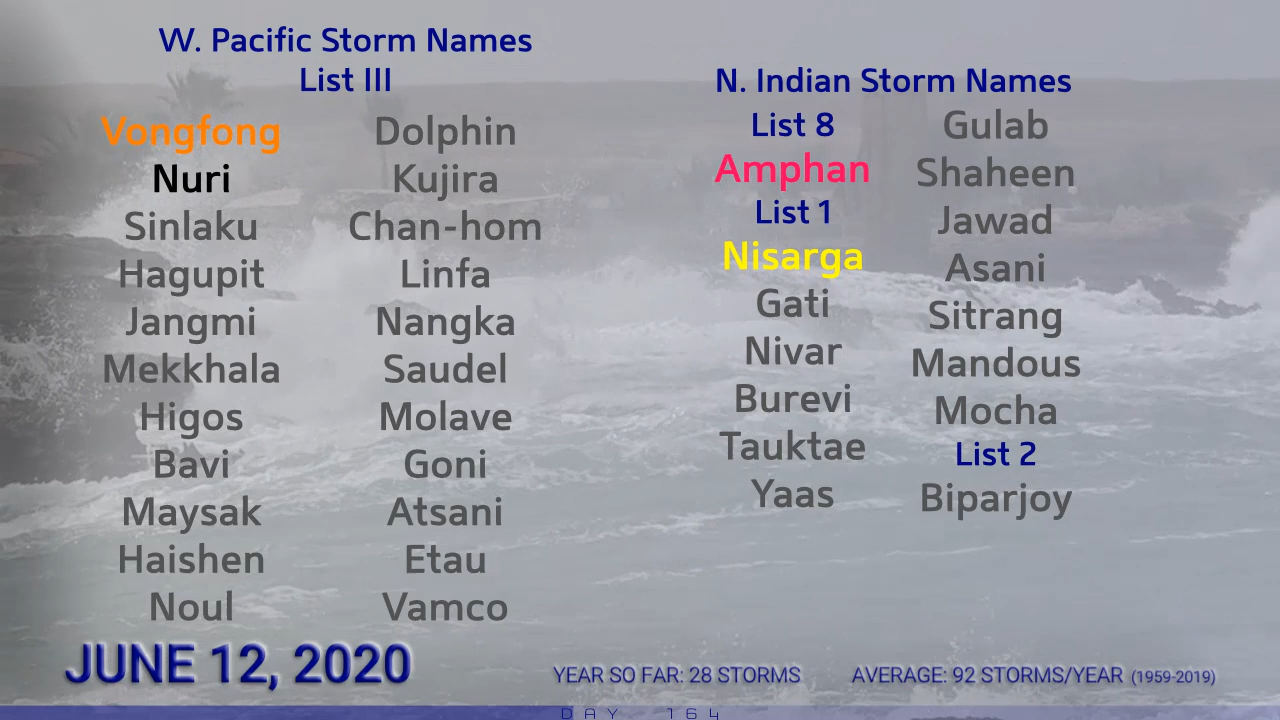 W. Pacific Storm Names
List III
Vongfong
Nuri
Sinlaku
Hagupit
Jangmi
Mekkhala
Higos
Bavi
Maysak
Haishen
Noul
Dolphin
Kujira
Chan-hom
Linfa
Nangka
Saudel
Molave
Goni
Atsani
Etau
Vamco
N. Indian Storm Names
List 8
Amphan
List 1
Nisarga
Gati
Nivar
Burevi
Tauktae
Yaas
Gulab
Shaheen
Jawad
Asani
Sitrang
Mandous
Mocha
List 2
Biparjoy
JUNE 12, 2020
YEAR SO FAR: 28 STORMS
AVERAGE: 92 STORMS/YEAR (1959-2019)
DAY 164